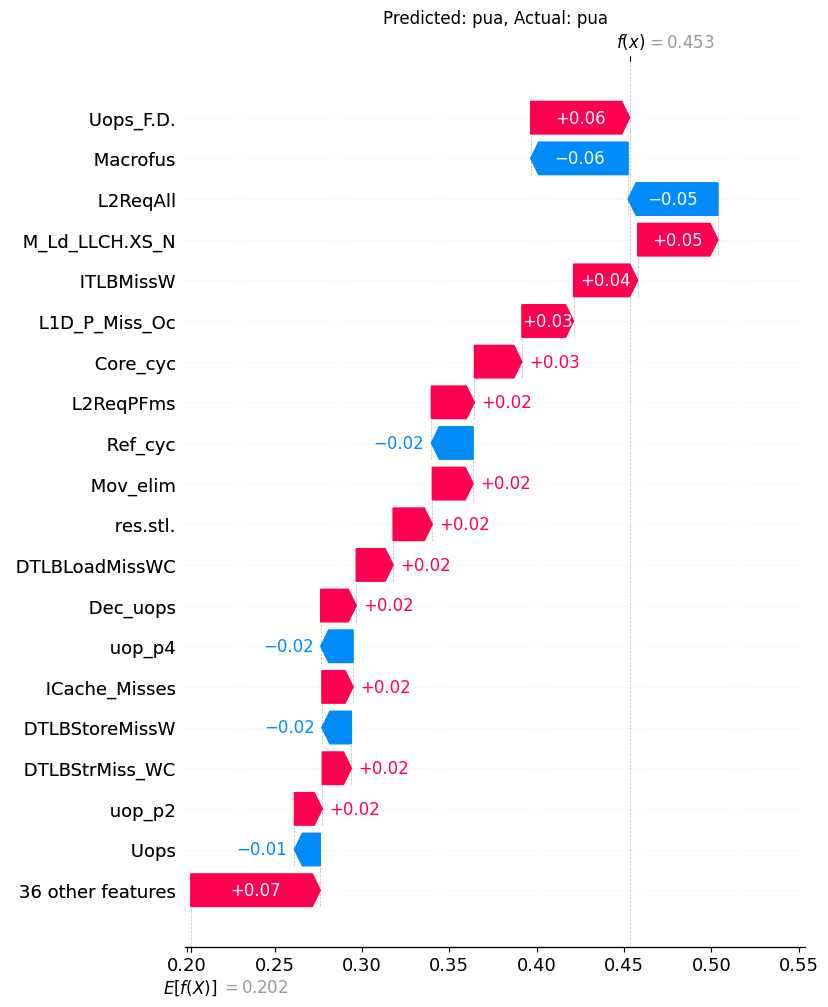 Predicted: pua, Actual: pua
f(x) = 0.453
Uops_F.D. +0.06
Macrofus −0.06
L2ReqAll −0.05
M_Ld_LLCH.XS_N +0.05
ITLBMissW +0.04
L1D_P_Miss_Oc +0.03
Core_cyc +0.03
L2ReqPFms +0.02
Ref_cyc −0.02
Mov_elim +0.02
res.stl. +0.02
DTLBLoadMissWC +0.02
Dec_uops +0.02
uop_p4 −0.02
ICache_Misses +0.02
DTLBStoreMissW −0.02
DTLBStrMiss_WC +0.02
uop_p2 +0.02
Uops −0.01
36 other features +0.07
0.20 0.25 0.30 0.35 0.40 0.45 0.50 0.55
E[f(X)] = 0.202